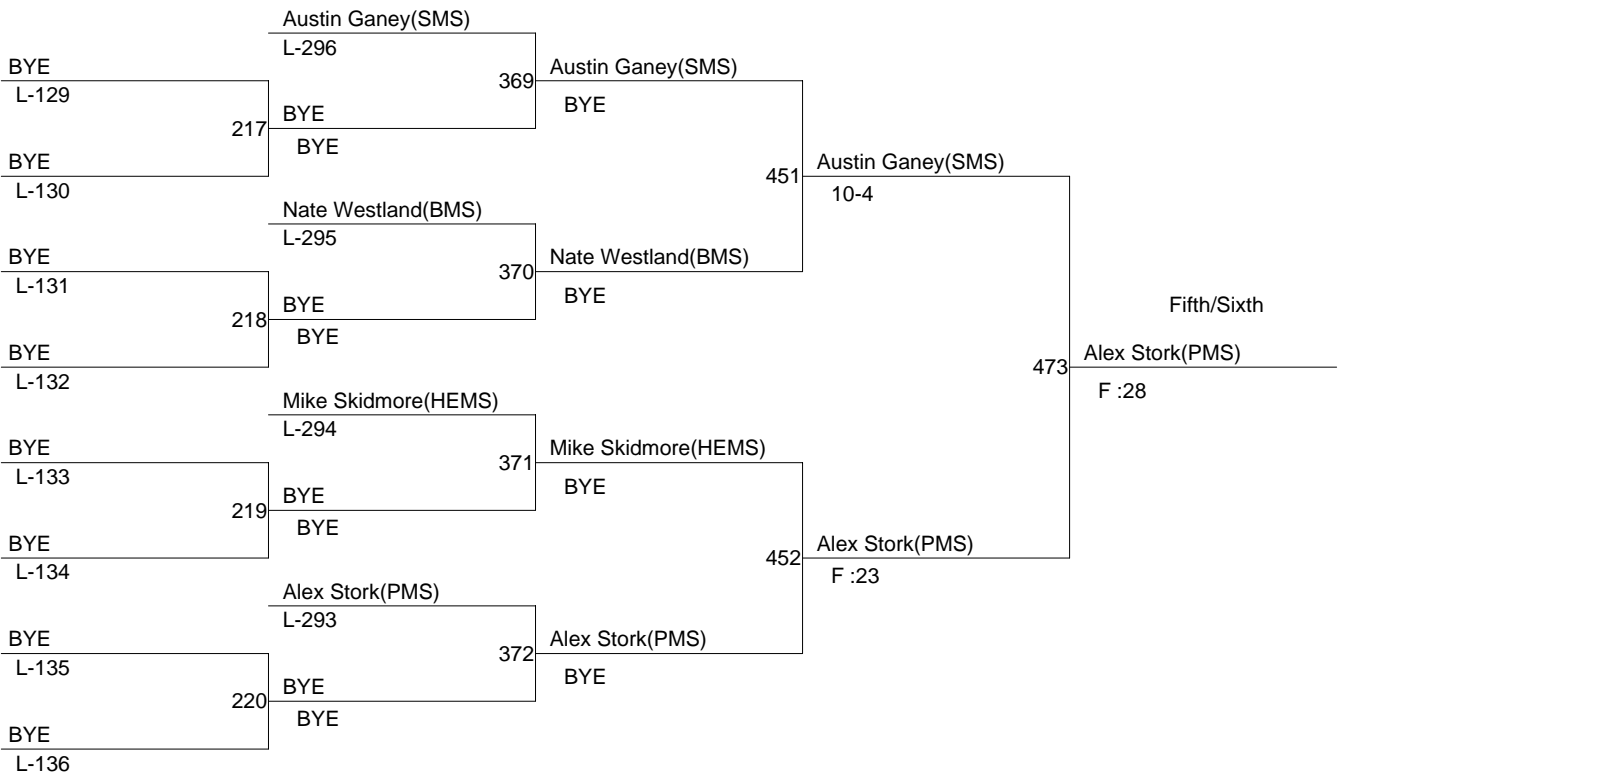 Austin Ganey(SMS)
L-296
BYE
L-129
369
Austin Ganey(SMS)
BYE
217
BYE
BYE
BYE
L-130
451
Austin Ganey(SMS)
10-4
Nate Westland(BMS)
L-295
BYE
L-131
370
Nate Westland(BMS)
BYE
218
BYE
BYE
BYE
L-132
Fifth/Sixth
473
Alex Stork(PMS)
F :28
Mike Skidmore(HEMS)
L-294
BYE
L-133
371
Mike Skidmore(HEMS)
BYE
219
BYE
BYE
BYE
L-134
452
Alex Stork(PMS)
F :23
Alex Stork(PMS)
L-293
BYE
L-135
372
Alex Stork(PMS)
BYE
220
BYE
BYE
BYE
L-136